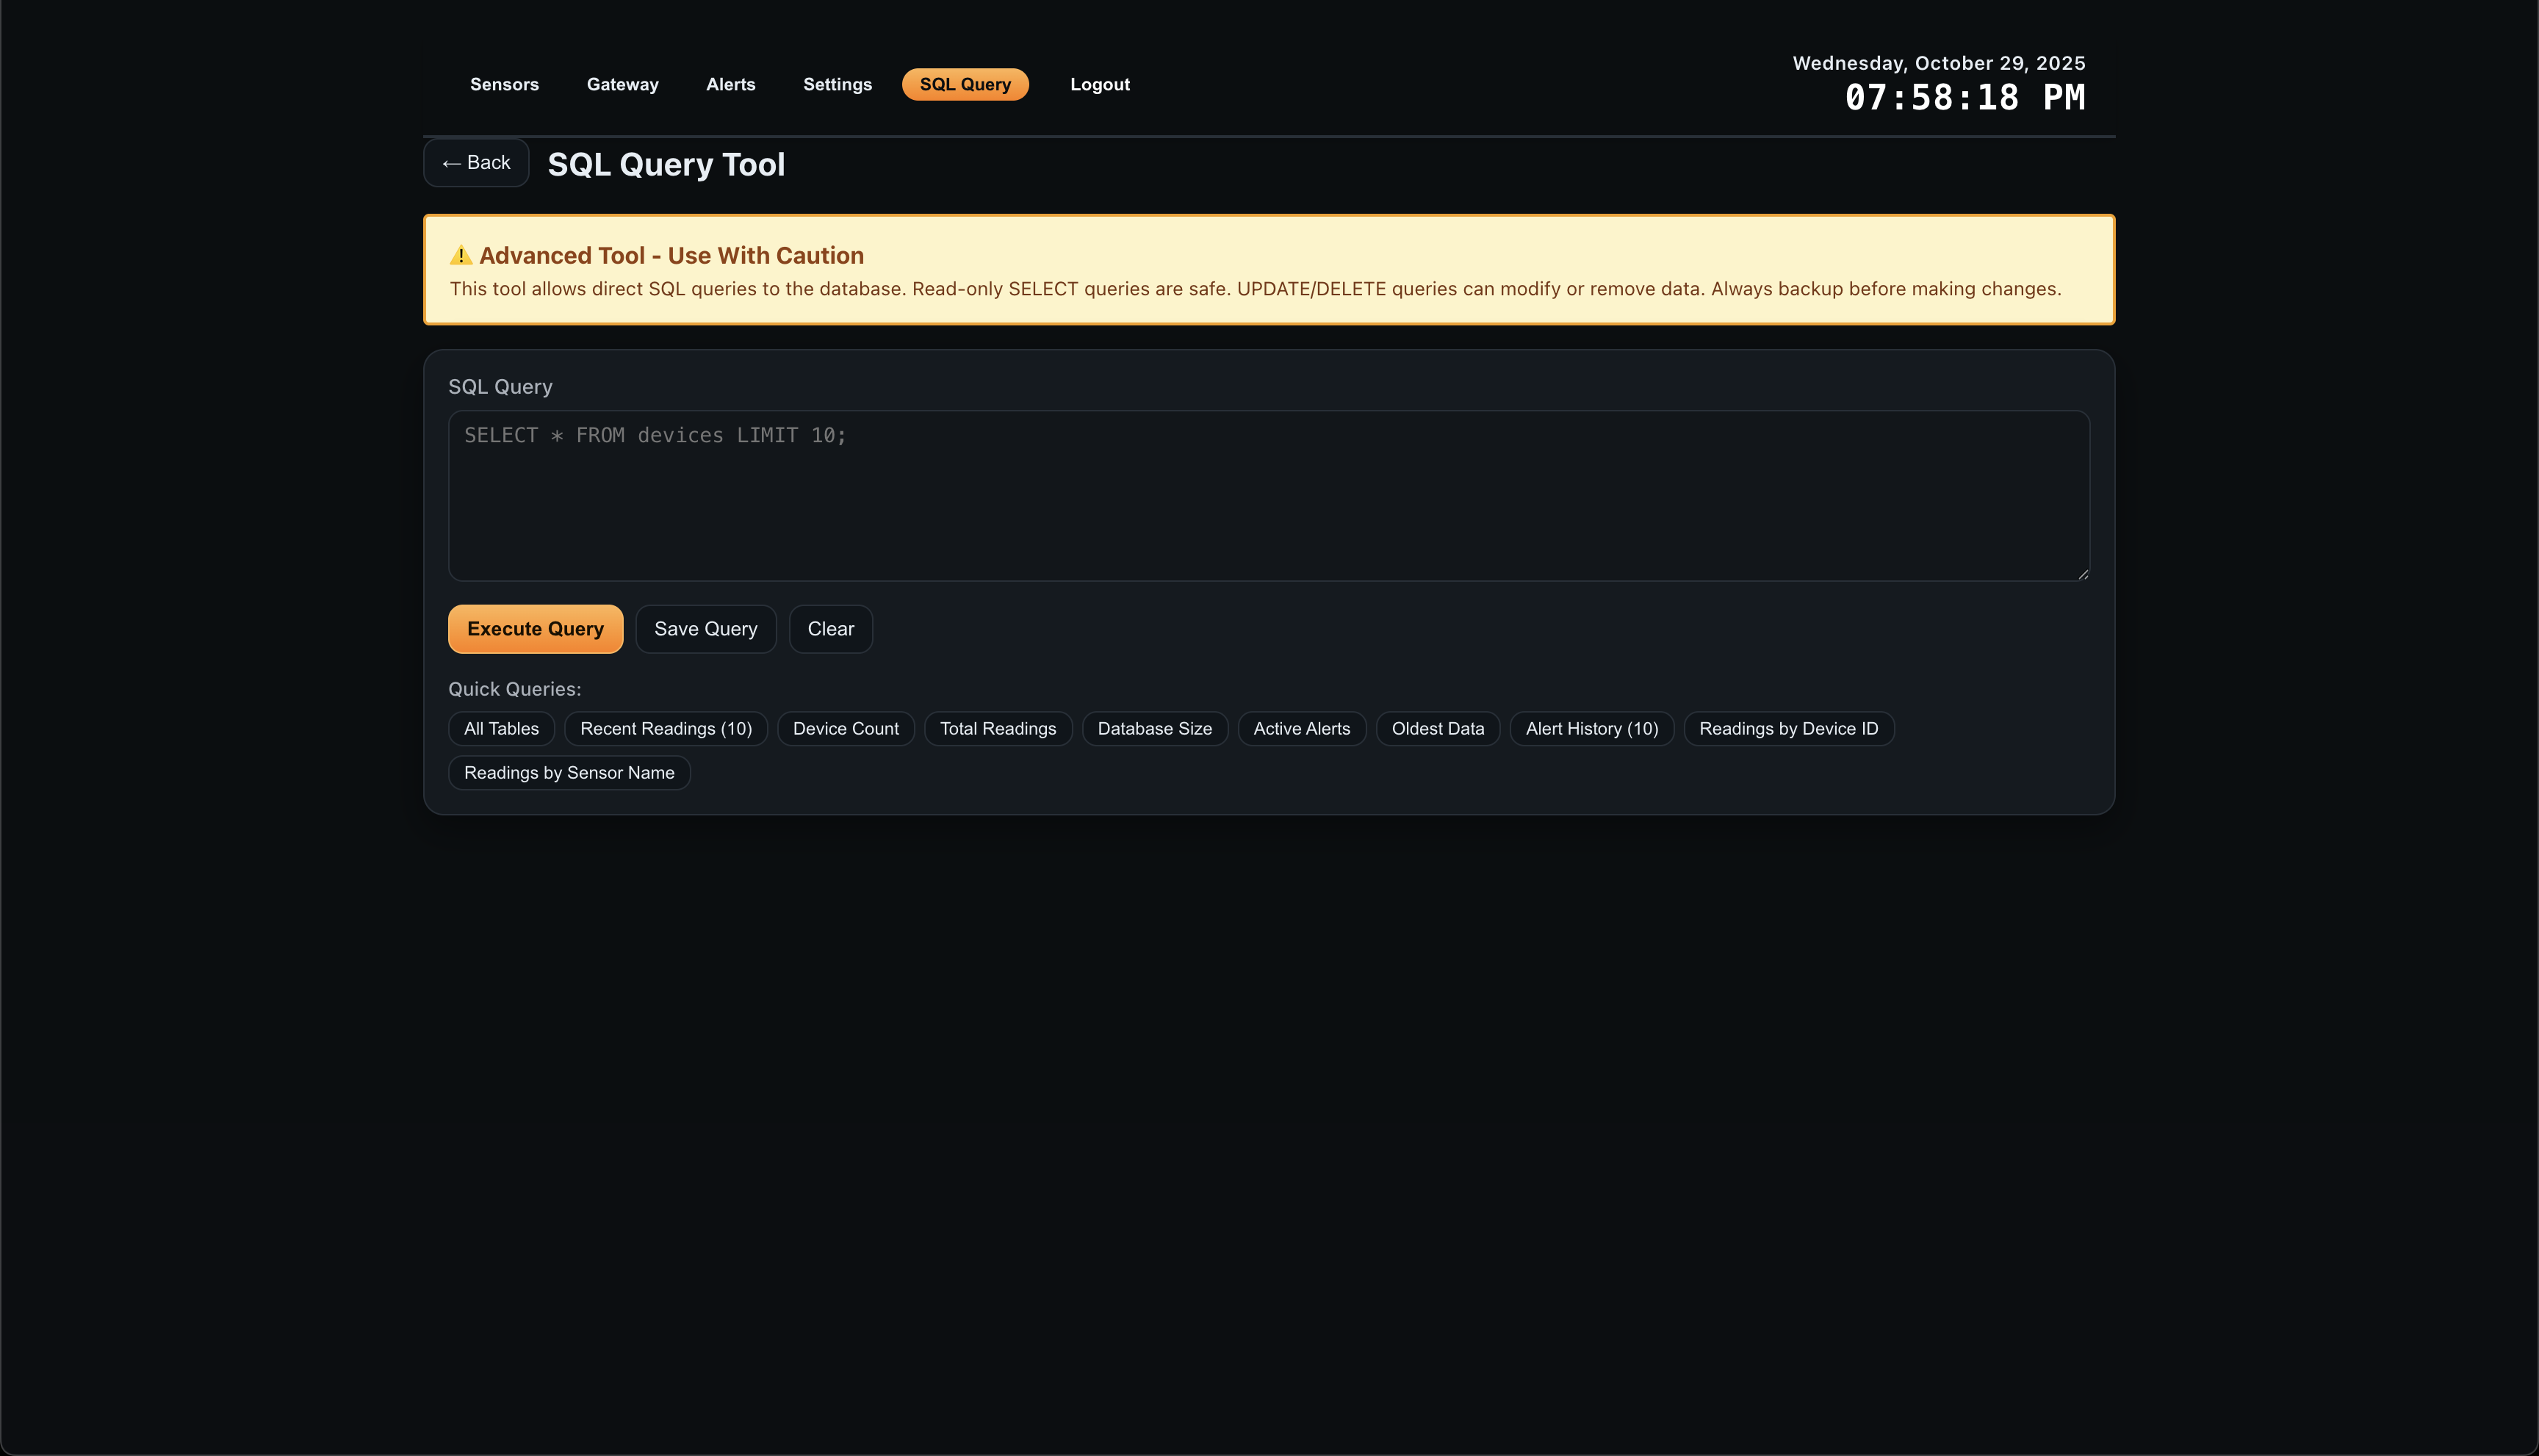 Wednesday, October 29, 2025
Sensors Gateway Alerts Settings SQL Query Logout
07:58:18 PM
← Back SQL Query Tool
⚠️ Advanced Tool - Use With Caution
This tool allows direct SQL queries to the database. Read-only SELECT queries are safe. UPDATE/DELETE queries can modify or remove data. Always backup before making changes.
SQL Query
SELECT * FROM devices LIMIT 10;
Execute Query Save Query Clear
Quick Queries:
All Tables Recent Readings (10) Device Count Total Readings Database Size Active Alerts Oldest Data Alert History (10) Readings by Device ID
Readings by Sensor Name